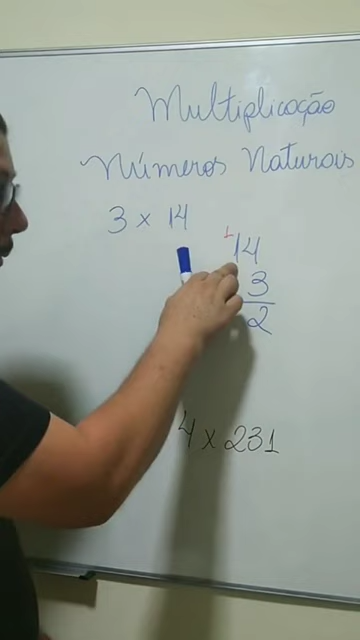 Multiplicação
Números Naturais
3 x 14
1
14
3
2
4 x 231